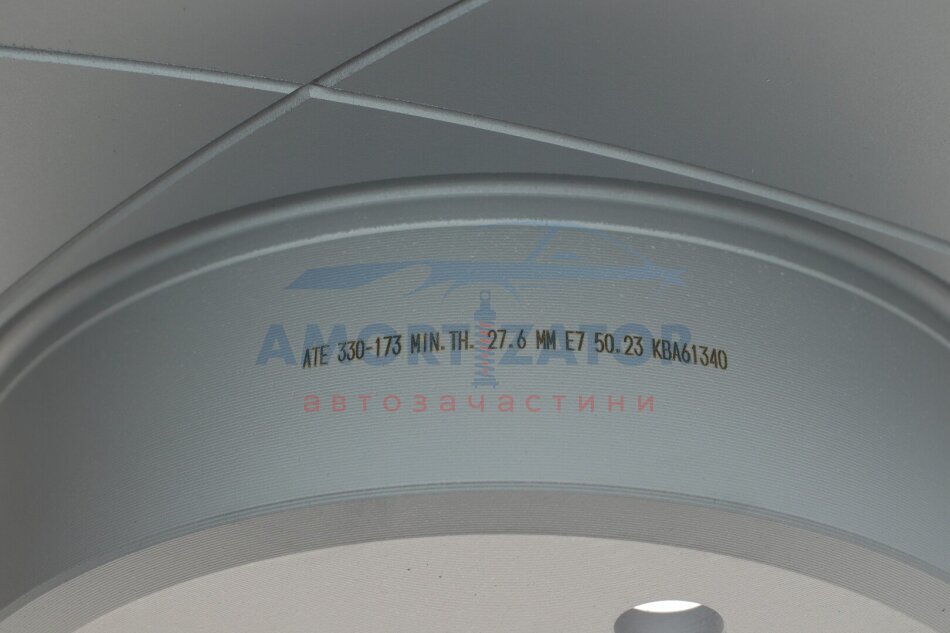 AMORTIZATOR
ATE 330-173 MIN.TH. 27.6 MM E7 50.23 KBA61340
автозачастини